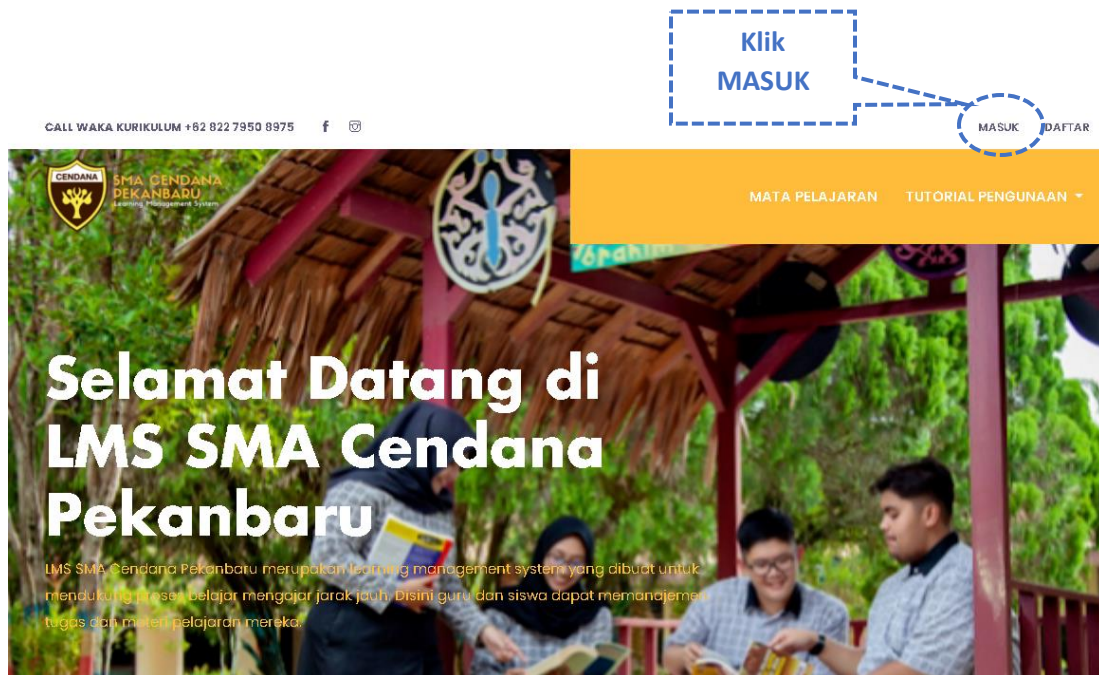 Klik
MASUK
CALL WAKA KURIKULUM +62 822 7950 8975
MASUK
DAFTAR
CENDANA
SMA CENDANA
PEKANBARU
Learning Management System
MATA PELAJARAN
TUTORIAL PENGUNAAN
Ibrahim
Selamat Datang di
LMS SMA Cendana
Pekanbaru
LMS SMA Cendana Pekanbaru merupakan learning management system yang dibuat untuk
mendukung proses belajar mengajar jarak jauh. Disini guru dan siswa dapat memanajemen
tugas dan materi pelajaran mereka.